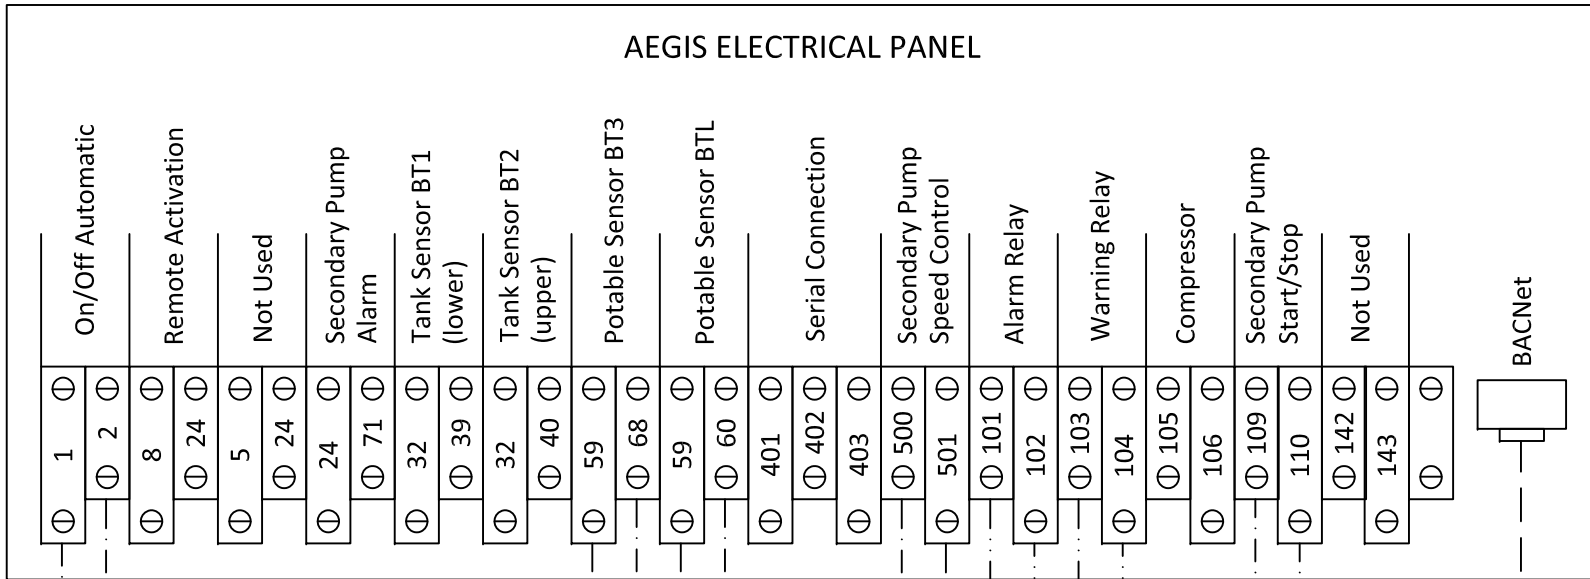 AEGIS ELECTRICAL PANEL
On/Off Automatic
Remote Activation
Not Used
Secondary Pump
Alarm
Tank Sensor BT1
(lower)
Tank Sensor BT2
(upper)
Potable Sensor BT3
Potable Sensor BTL
Serial Connection
Secondary Pump
Speed Control
Alarm Relay
Warning Relay
Compressor
Secondary Pump
Start/Stop
Not Used
BACNet
1
2
8
24
5
24
24
71
32
39
32
40
59
68
59
60
401
402
403
500
501
101
102
103
104
105
106
109
110
142
143